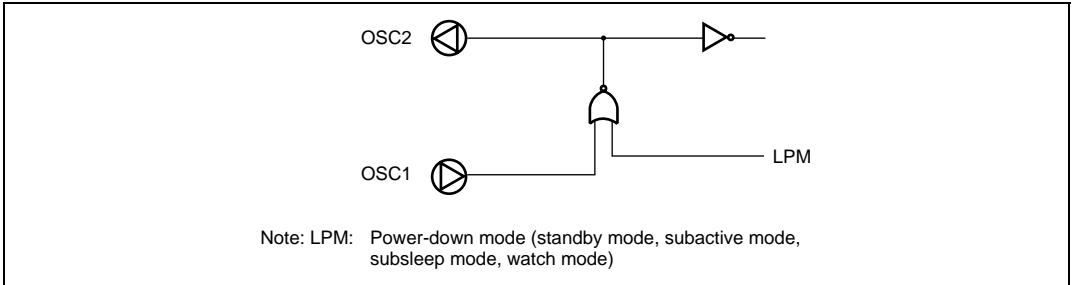 OSC2
OSC1
LPM
Note: LPM: Power-down mode (standby mode, subactive mode,
subsleep mode, watch mode)